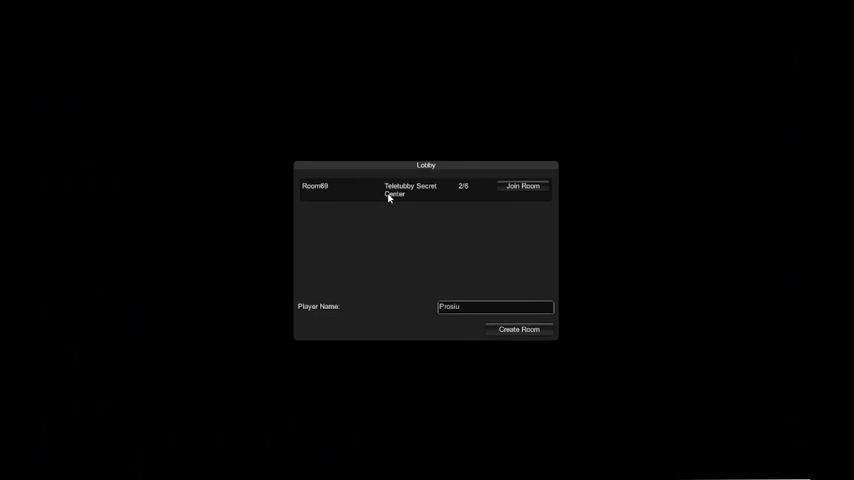 Lobby
Room69 Teletubby Secret Center 2/6 Join Room
Player Name: Prosiu
Create Room